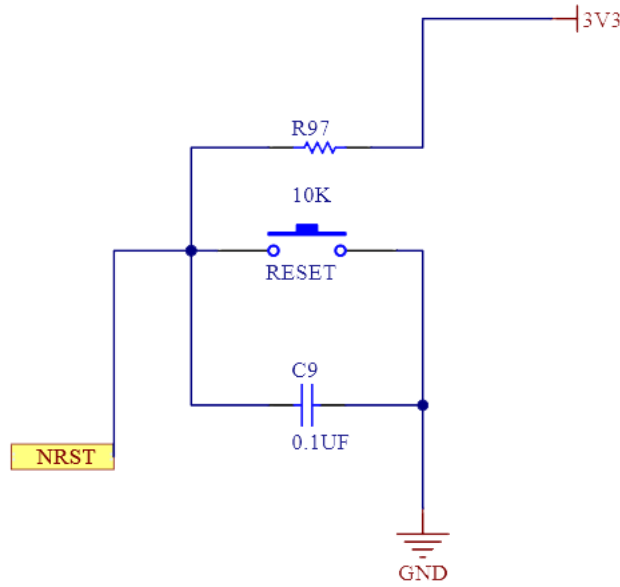 3V3
R97
10K
RESET
C9
0.1UF
NRST
GND